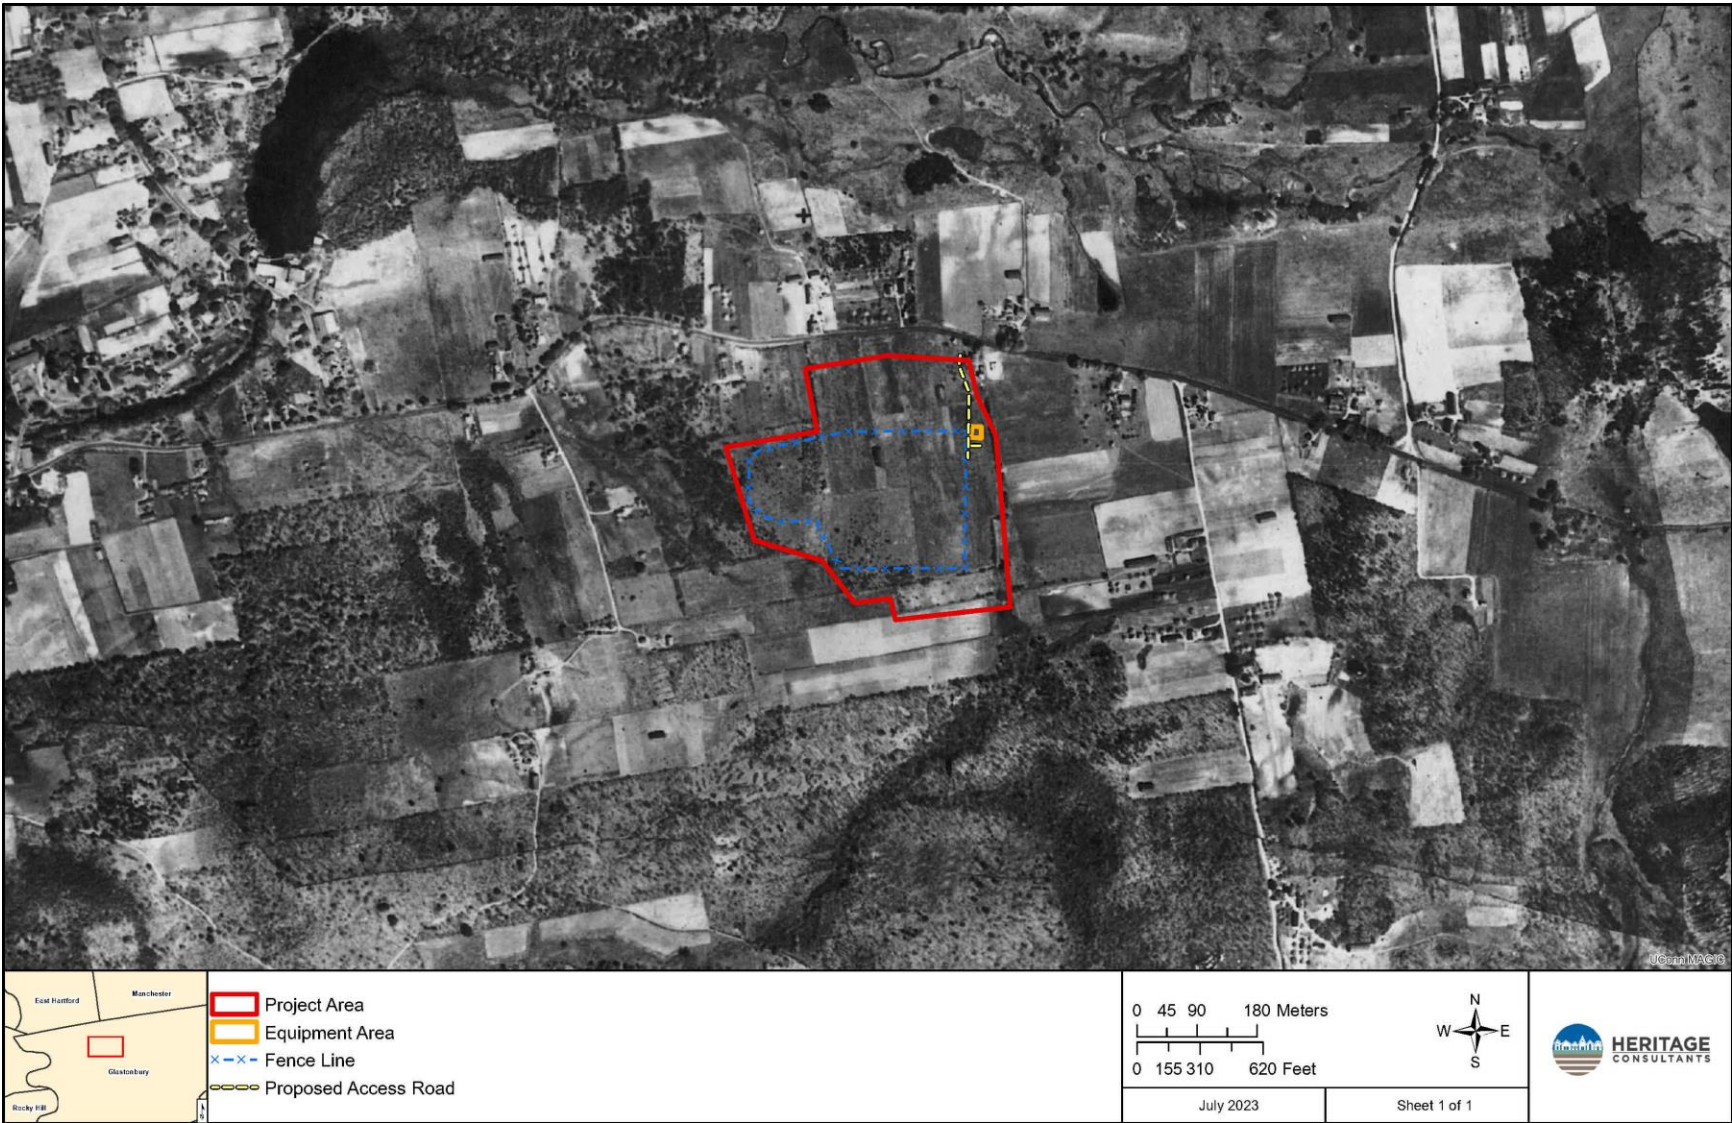 UConn MAGIC
East Hartford
Manchester
Glastonbury
Rocky Hill
Project Area
Equipment Area
Fence Line
Proposed Access Road
0 45 90 180 Meters
0 155 310 620 Feet
N
W E
S
July 2023
Sheet 1 of 1
HERITAGE
CONSULTANTS